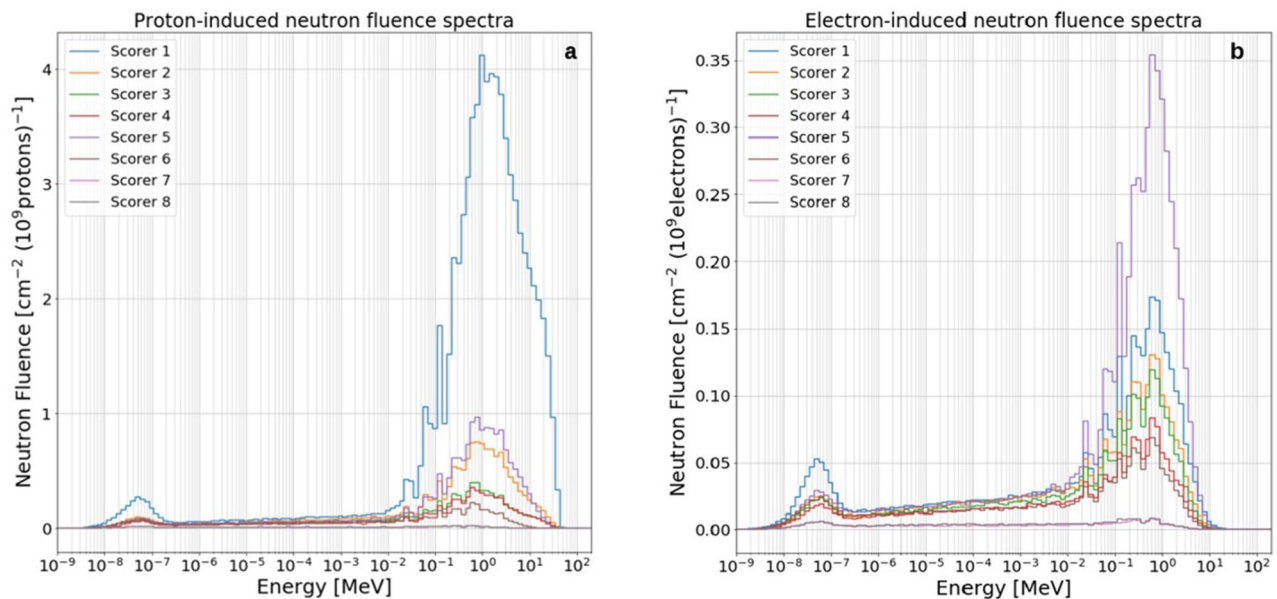 Proton-induced neutron fluence spectra
a
Scorer 1
Scorer 2
Scorer 3
Scorer 4
Scorer 5
Scorer 6
Scorer 7
Scorer 8
Neutron Fluence [cm⁻² (10⁹protons)⁻¹]
4
3
2
1
0
10⁻⁹ 10⁻⁸ 10⁻⁷ 10⁻⁶ 10⁻⁵ 10⁻⁴ 10⁻³ 10⁻² 10⁻¹ 10⁰ 10¹ 10²
Energy [MeV]
Electron-induced neutron fluence spectra
b
Scorer 1
Scorer 2
Scorer 3
Scorer 4
Scorer 5
Scorer 6
Scorer 7
Scorer 8
Neutron Fluence [cm⁻² (10⁹electrons)⁻¹]
0.35
0.30
0.25
0.20
0.15
0.10
0.05
0.00
10⁻⁹ 10⁻⁸ 10⁻⁷ 10⁻⁶ 10⁻⁵ 10⁻⁴ 10⁻³ 10⁻² 10⁻¹ 10⁰ 10¹ 10²
Energy [MeV]